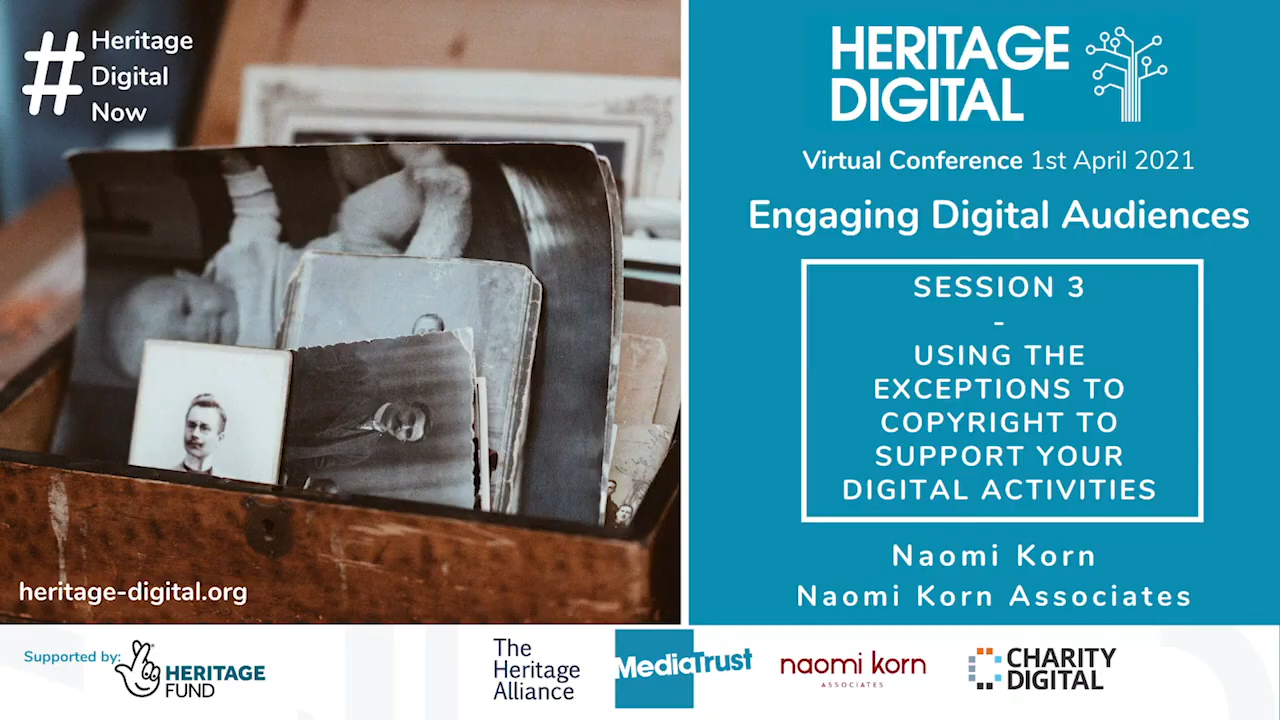 Heritage
Digital
Now
heritage-digital.org
HERITAGE
DIGITAL
Virtual Conference 1st April 2021
Engaging Digital Audiences
SESSION 3
-
USING THE
EXCEPTIONS TO
COPYRIGHT TO
SUPPORT YOUR
DIGITAL ACTIVITIES
Naomi Korn
Naomi Korn Associates
Supported by:
HERITAGE
FUND
The
Heritage
Alliance
MediaTrust
naomi korn
ASSOCIATES
CHARITY
DIGITAL